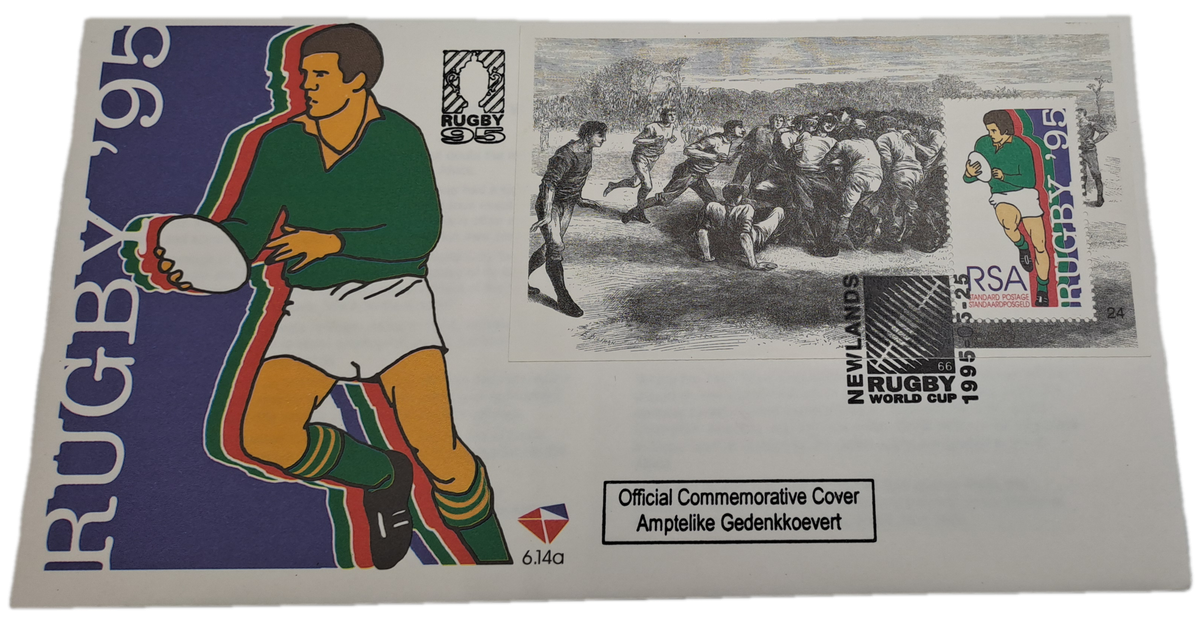 RUGBY '95
RUGBY
95
RUGBY '95
RSA
STANDARD POSTAGE
STANDAARDPOSGELD
24
NEWLANDS
66
RUGBY
WORLD CUP
1995-05-25
Official Commemorative Cover
Amptelike Gedenkkoevert
6.14a